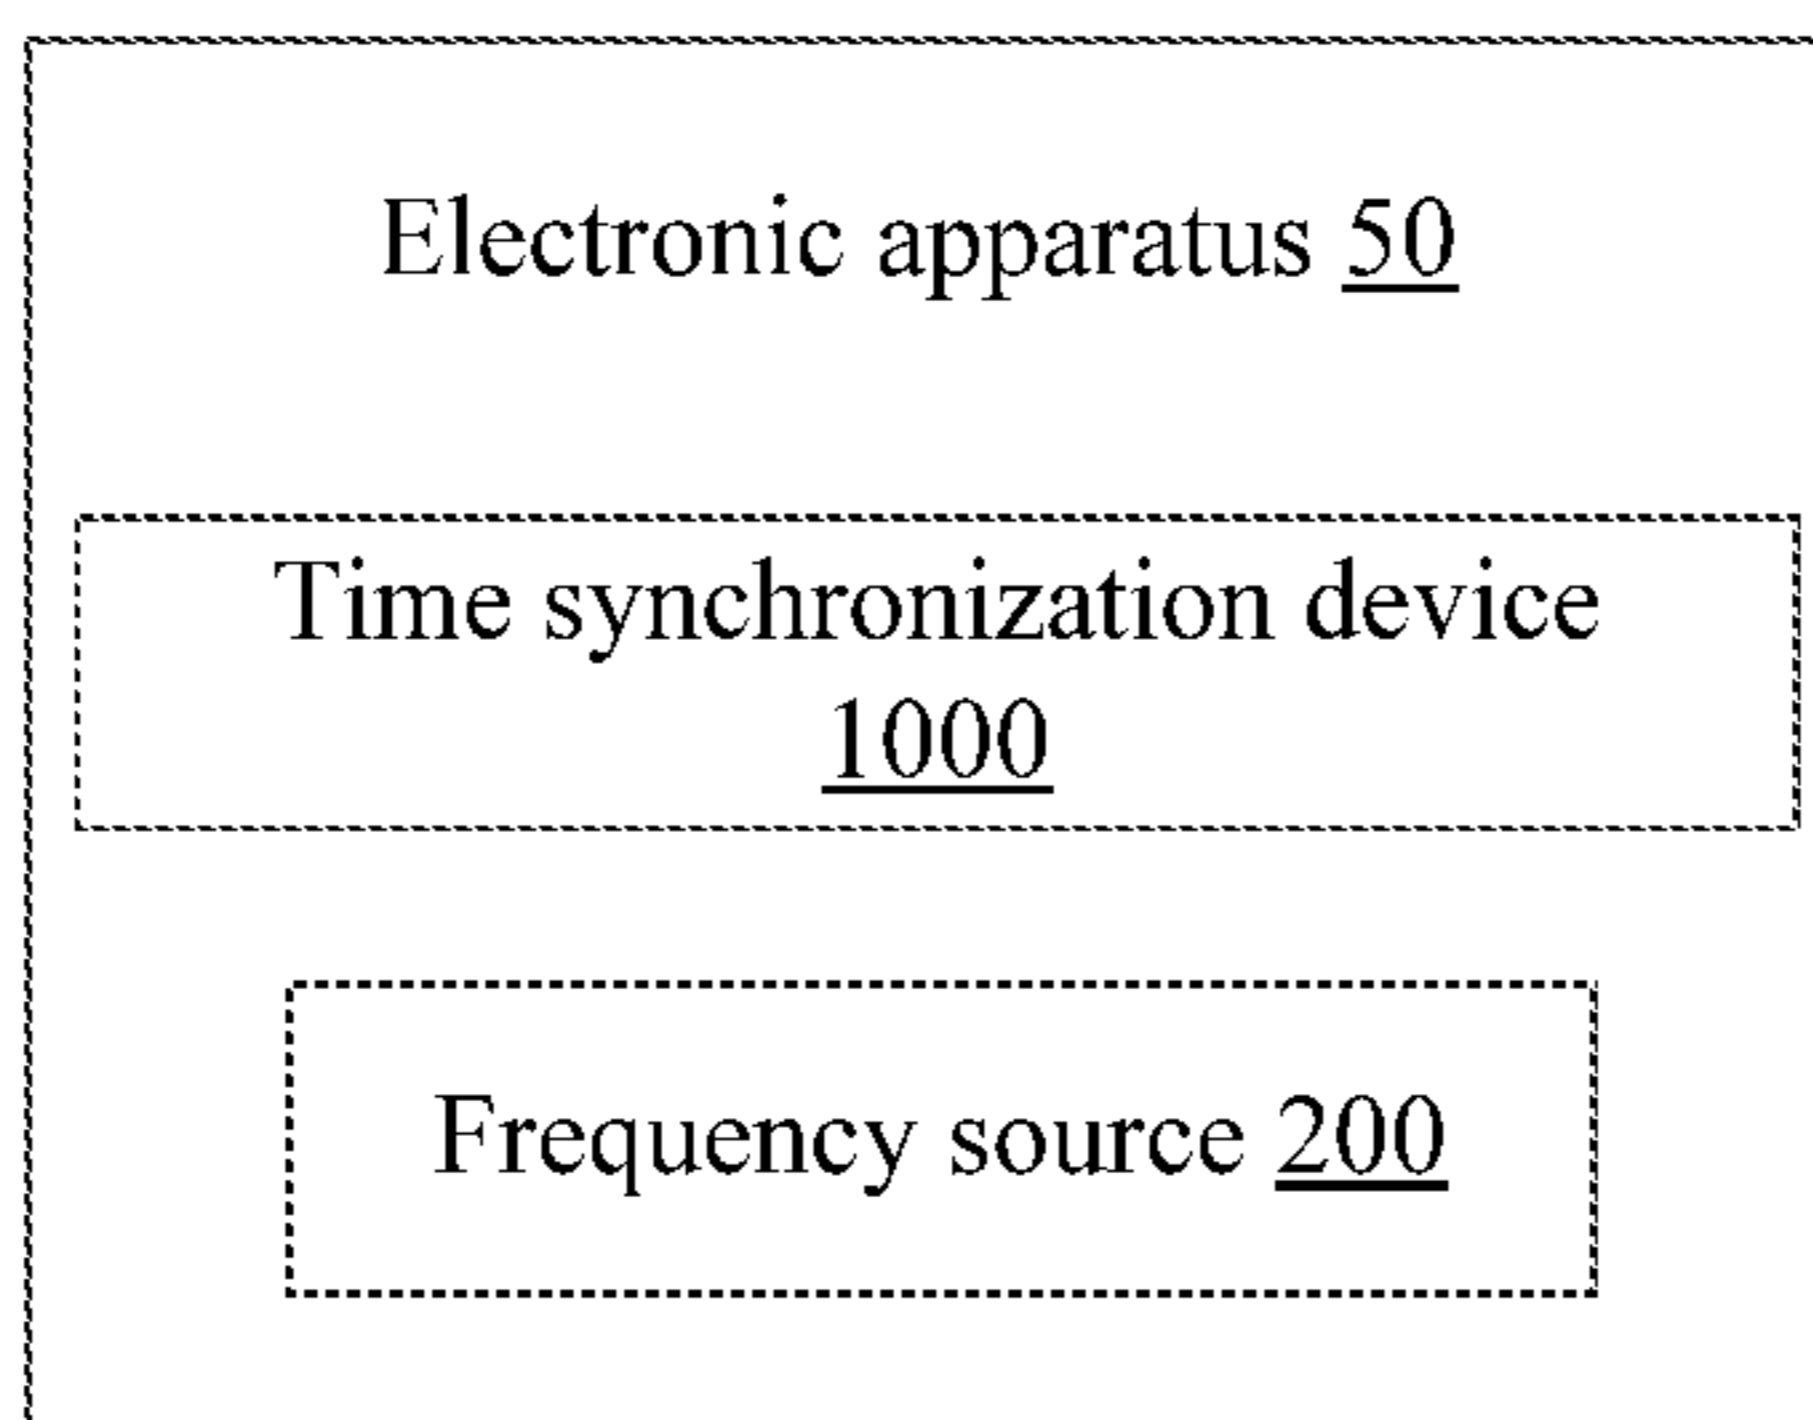 Electronic apparatus 50
Time synchronization device
1000
Frequency source 200